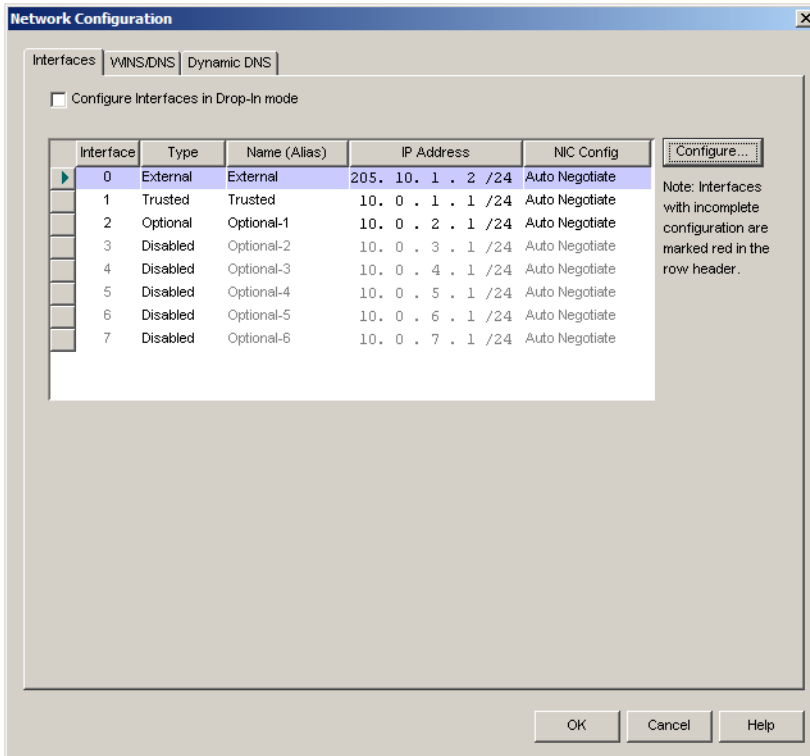 Network Configuration
Interfaces WINS/DNS Dynamic DNS
Configure Interfaces in Drop-In mode
Interface Type Name (Alias) IP Address NIC Config
0 External External 205. 10. 1 . 2 /24 Auto Negotiate
1 Trusted Trusted 10. 0 . 1 . 1 /24 Auto Negotiate
2 Optional Optional-1 10. 0 . 2 . 1 /24 Auto Negotiate
3 Disabled Optional-2 10. 0 . 3 . 1 /24 Auto Negotiate
4 Disabled Optional-3 10. 0 . 4 . 1 /24 Auto Negotiate
5 Disabled Optional-4 10. 0 . 5 . 1 /24 Auto Negotiate
6 Disabled Optional-5 10. 0 . 6 . 1 /24 Auto Negotiate
7 Disabled Optional-6 10. 0 . 7 . 1 /24 Auto Negotiate
Configure...
Note: Interfaces
with incomplete
configuration are
marked red in the
row header.
OK Cancel Help